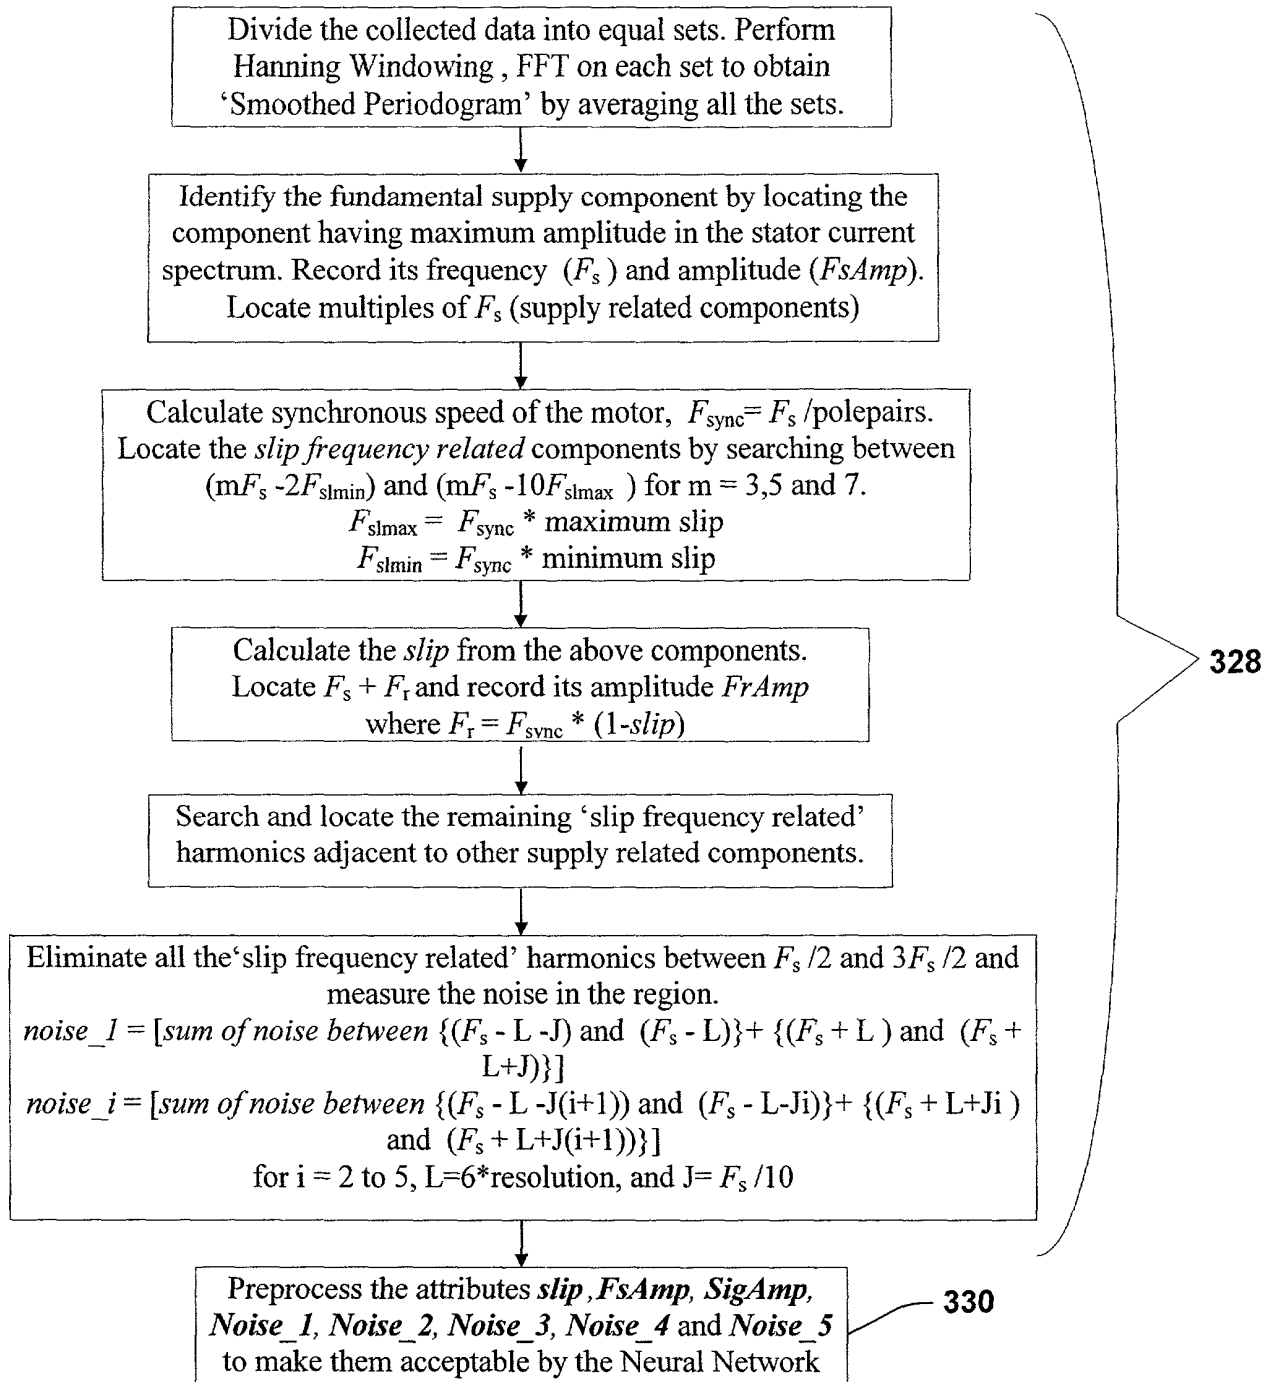 Divide the collected data into equal sets. Perform
Hanning Windowing , FFT on each set to obtain
‘Smoothed Periodogram’ by averaging all the sets.
Identify the fundamental supply component by locating the
component having maximum amplitude in the stator current
spectrum. Record its frequency (Fs ) and amplitude (FsAmp).
Locate multiples of Fs (supply related components)
Calculate synchronous speed of the motor, Fsync= Fs /polepairs.
Locate the slip frequency related components by searching between
(mFs -2Fslmin) and (mFs -10Fslmax ) for m = 3,5 and 7.
Fslmax = Fsync * maximum slip
Fslmin = Fsync * minimum slip
Calculate the slip from the above components.
Locate Fs + Fr and record its amplitude FrAmp
where Fr = Fsync * (1-slip)
328
Search and locate the remaining ‘slip frequency related’
harmonics adjacent to other supply related components.
Eliminate all the‘slip frequency related’ harmonics between Fs /2 and 3Fs /2 and
measure the noise in the region.
noise_1 = [sum of noise between {(Fs - L -J) and (Fs - L)}+ {(Fs + L ) and (Fs +
L+J)}]
noise_i = [sum of noise between {(Fs - L -J(i+1)) and (Fs - L-Ji)}+ {(Fs + L+Ji )
and (Fs + L+J(i+1))}]
for i = 2 to 5, L=6*resolution, and J= Fs /10
Preprocess the attributes slip ,FsAmp, SigAmp,
Noise_1, Noise_2, Noise_3, Noise_4 and Noise_5
to make them acceptable by the Neural Network
330